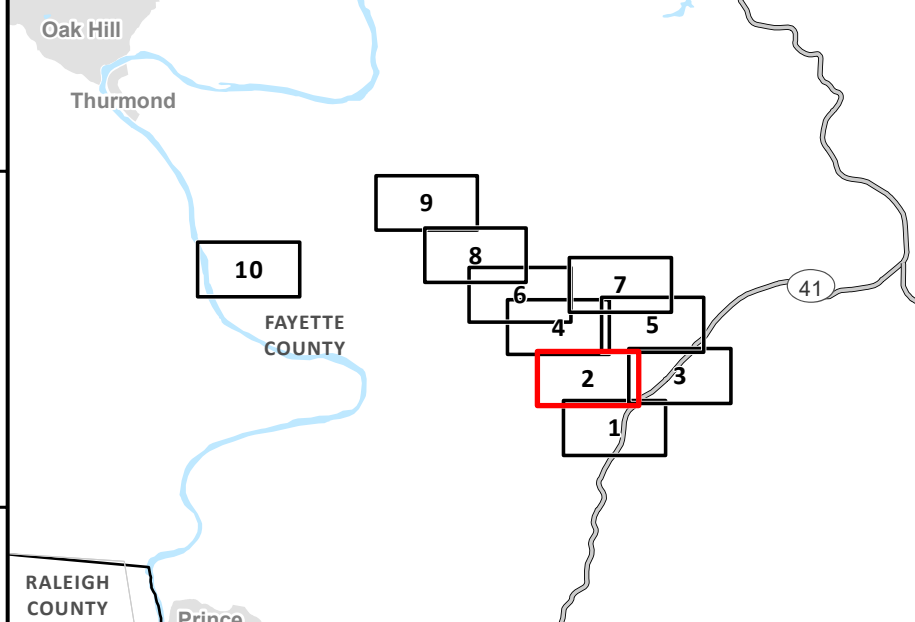 Oak Hill
Thurmond
9
8
10
7
6
41
FAYETTE
COUNTY
4
5
2
3
1
RALEIGH
COUNTY
Prince